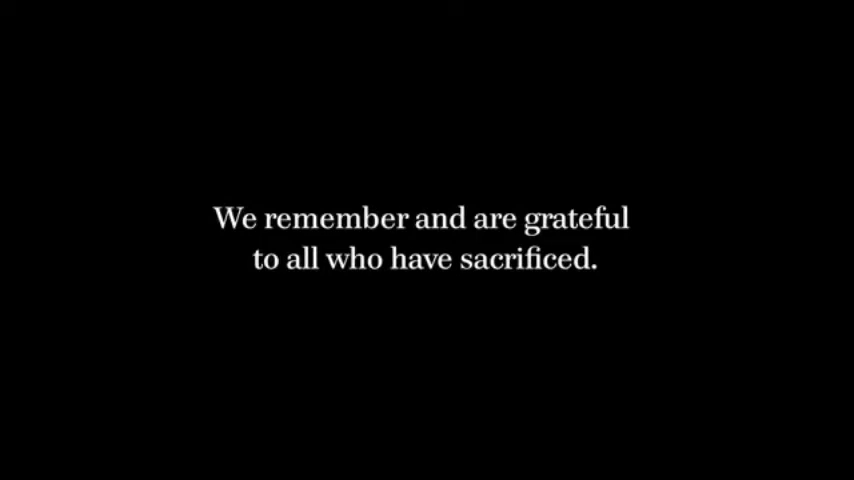 We remember and are grateful
to all who have sacrificed.